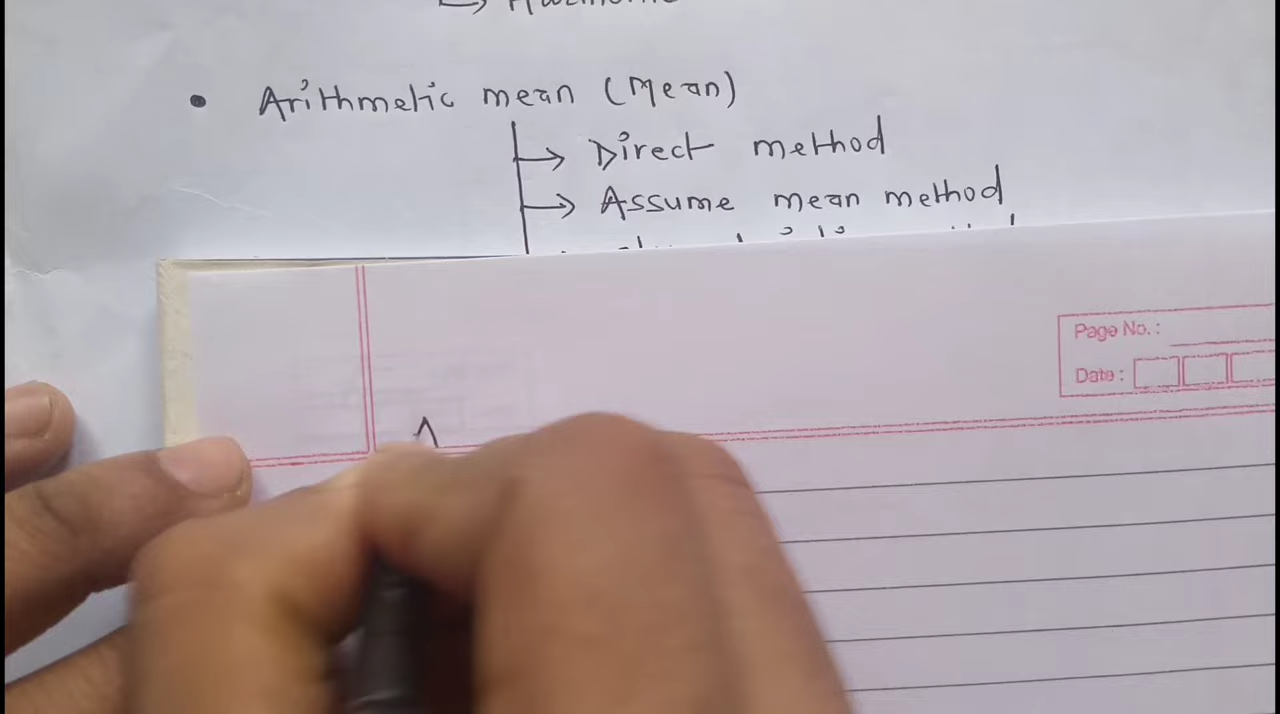 • Arithmetic mean (Mean)
→ Direct method
→ Assume mean method
Page No.:
Date:
A